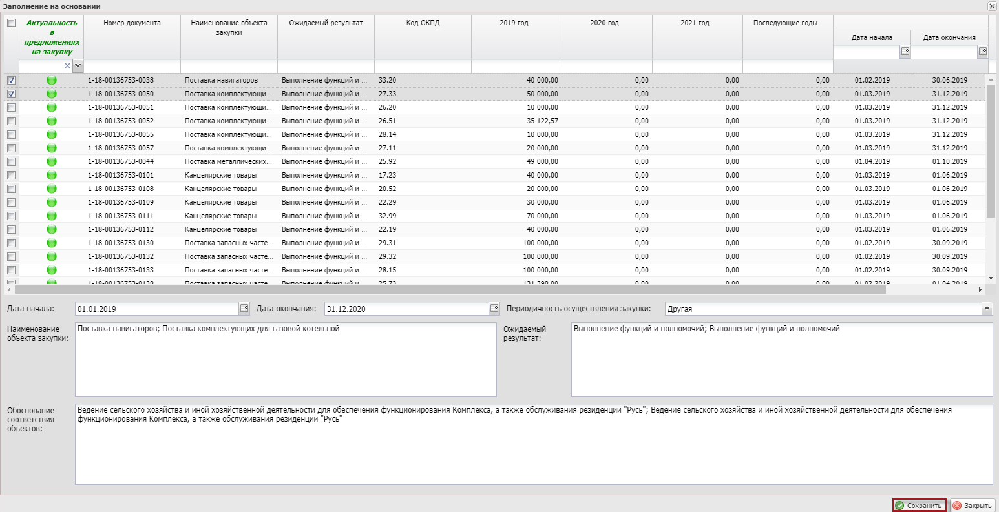 Заполнение на основании
Актуальность в предложениях на закупку Номер документа Наименование объекта закупки Ожидаемый результат Код ОКПД 2019 год 2020 год 2021 год Последующие годы Дата начала Дата окончания
1-18-00136753-0038 Поставка навигаторов Выполнение функций и ... 33.20 40 000,00 0,00 0,00 0,00 01.02.2019 30.06.2019
1-18-00136753-0050 Поставка комплектующи... Выполнение функций и ... 27.33 50 000,00 0,00 0,00 0,00 01.03.2019 31.12.2019
1-18-00136753-0051 Поставка комплектующи... Выполнение функций и ... 26.20 10 000,00 0,00 0,00 0,00 01.03.2019 31.12.2019
1-18-00136753-0052 Поставка комплектующи... Выполнение функций и ... 26.51 35 122,57 0,00 0,00 0,00 01.03.2019 31.12.2019
1-18-00136753-0055 Поставка комплектующи... Выполнение функций и ... 28.14 10 000,00 0,00 0,00 0,00 01.03.2019 31.12.2019
1-18-00136753-0057 Поставка комплектующи... Выполнение функций и ... 27.11 20 000,00 0,00 0,00 0,00 01.03.2019 31.12.2019
1-18-00136753-0044 Поставка металлических... Выполнение функций и ... 25.92 49 000,00 0,00 0,00 0,00 01.04.2019 01.10.2019
1-18-00136753-0101 Канцелярские товары Выполнение функций и ... 17.23 40 000,00 0,00 0,00 0,00 01.03.2019 01.06.2019
1-18-00136753-0108 Канцелярские товары Выполнение функций и ... 20.52 20 000,00 0,00 0,00 0,00 01.03.2019 01.06.2019
1-18-00136753-0109 Канцелярские товары Выполнение функций и ... 22.29 30 000,00 0,00 0,00 0,00 01.03.2019 01.06.2019
1-18-00136753-0111 Канцелярские товары Выполнение функций и ... 32.99 70 000,00 0,00 0,00 0,00 01.03.2019 01.06.2019
1-18-00136753-0112 Канцелярские товары Выполнение функций и ... 22.19 40 000,00 0,00 0,00 0,00 01.03.2019 01.06.2019
1-18-00136753-0130 Поставка запасных часте... Выполнение функций и ... 29.31 100 000,00 0,00 0,00 0,00 01.02.2019 30.09.2019
1-18-00136753-0132 Поставка запасных часте... Выполнение функций и ... 29.32 100 000,00 0,00 0,00 0,00 01.02.2019 30.09.2019
1-18-00136753-0133 Поставка запасных часте... Выполнение функций и ... 28.15 100 000,00 0,00 0,00 0,00 01.02.2019 30.09.2019
1-18-00136753-0138 Поставка запасных часте... Выполнение функций и ... 25.73 131 398,00 0,00 0,00 0,00 01.02.2019 01.04.2019
Дата начала: 01.01.2019 Дата окончания: 31.12.2020 Периодичность осуществления закупки: Другая
Наименование объекта закупки: Поставка навигаторов; Поставка комплектующих для газовой котельной
Ожидаемый результат: Выполнение функций и полномочий; Выполнение функций и полномочий
Обоснование соответствия объектов: Ведение сельского хозяйства и иной хозяйственной деятельности для обеспечения функционирования Комплекса, а также обслуживания резиденции "Русь"; Ведение сельского хозяйства и иной хозяйственной деятельности для обеспечения
функционирования Комплекса, а также обслуживания резиденции "Русь"
Сохранить Закрыть